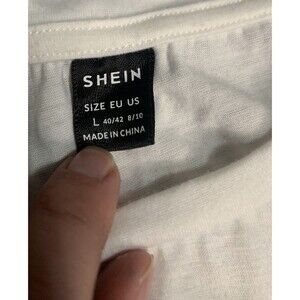 SHEIN
SIZE EU US
L 40/42 8/10
MADE IN CHINA